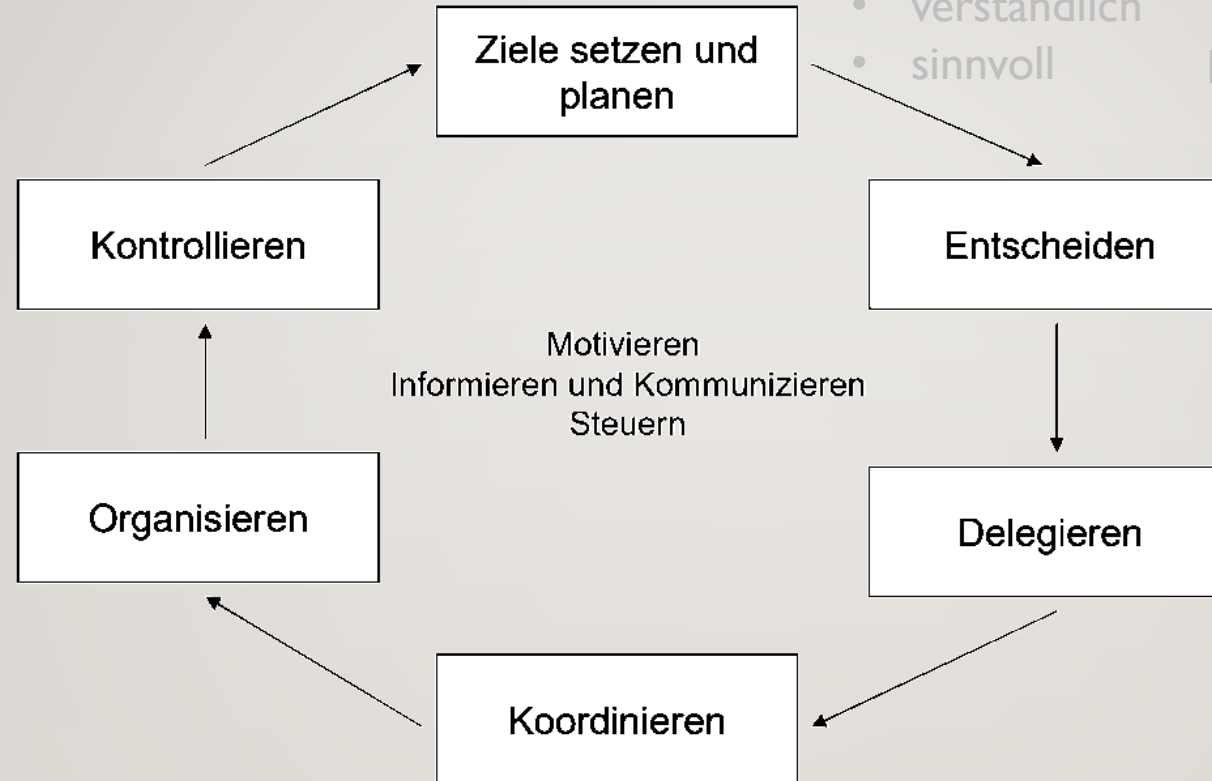 verständlich
sinnvoll
Ziele setzen und
planen
Entscheiden
Delegieren
Koordinieren
Organisieren
Kontrollieren
Motivieren
Informieren und Kommunizieren
Steuern